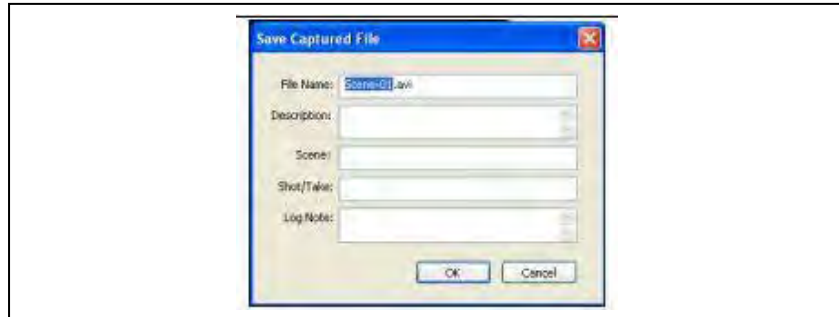 Save Captured File
File Name: Scene-01.avi
Description:
Scene:
Shot/Take:
Log Note:
OK Cancel